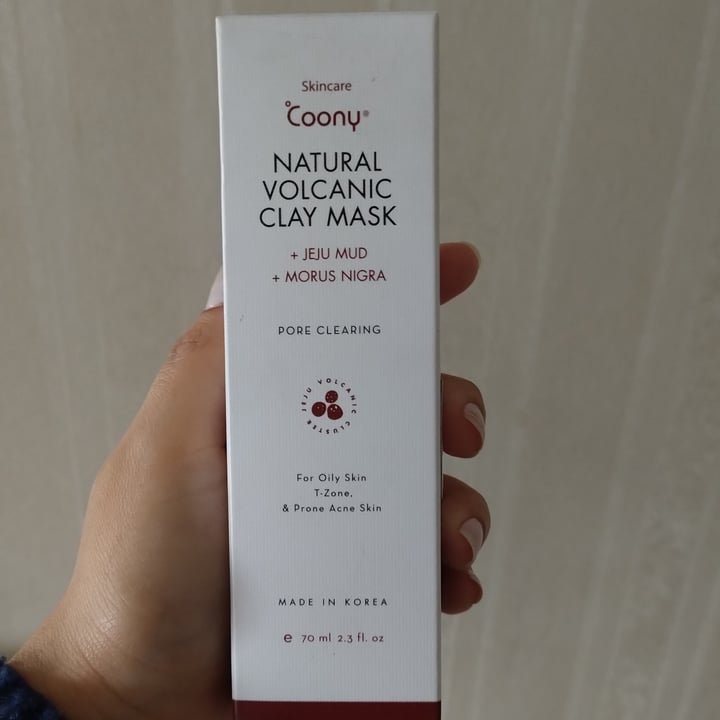 Skincare
Coony®
NATURAL
VOLCANIC
CLAY MASK
+ JEJU MUD
+ MORUS NIGRA
PORE CLEARING
JEJU VOLCANIC CLUSTER
For Oily Skin
T-Zone,
& Prone Acne Skin
MADE IN KOREA
e 70 ml 2.3 fl. oz